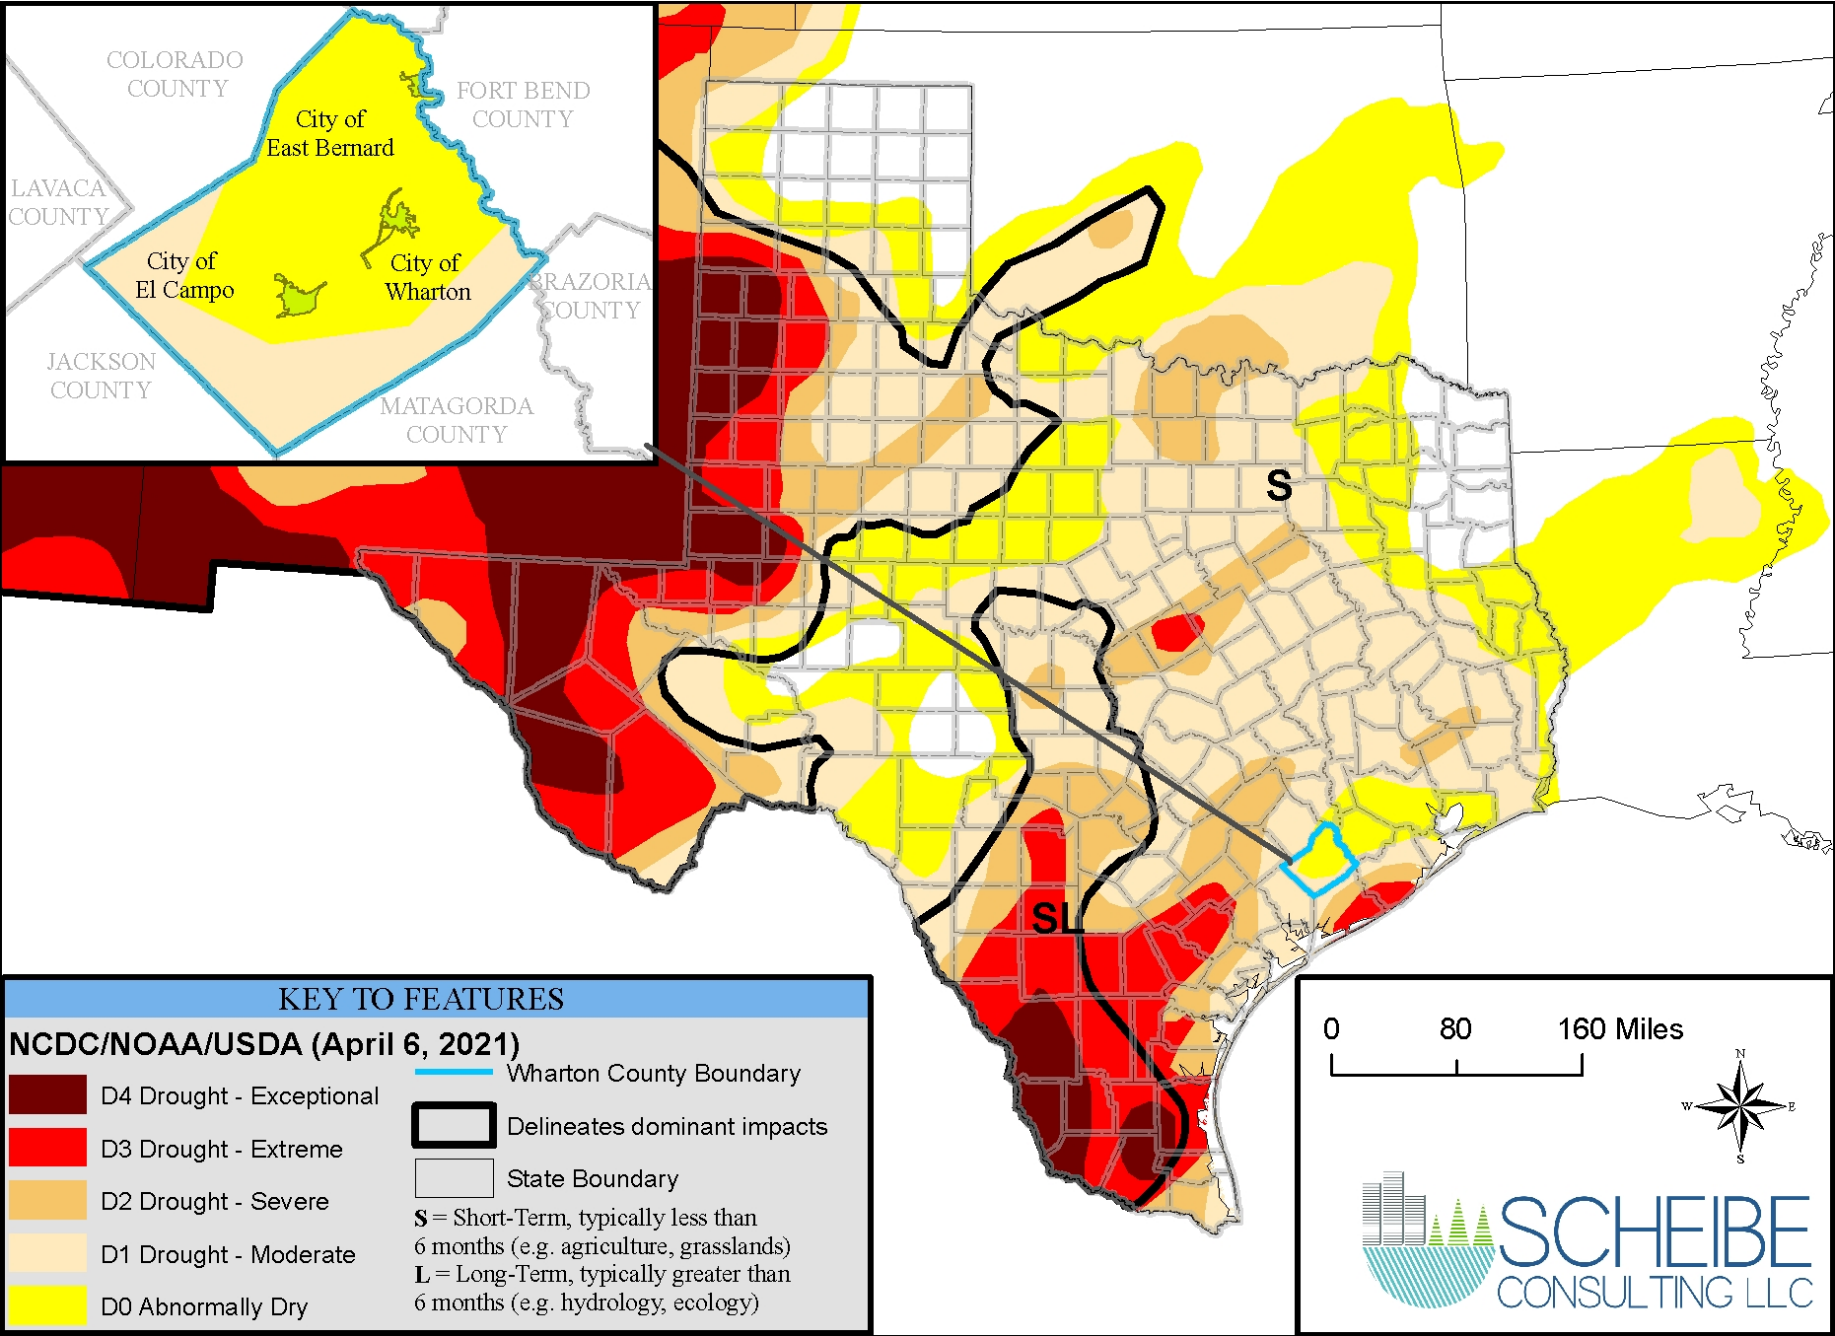 COLORADO
COUNTY
FORT BEND
COUNTY
City of
East Bernard
LAVACA
COUNTY
City of
El Campo
City of
Wharton
BRAZORIA
COUNTY
JACKSON
COUNTY
MATAGORDA
COUNTY
S
SL
KEY TO FEATURES
NCDC/NOAA/USDA (April 6, 2021)
D4 Drought - Exceptional
D3 Drought - Extreme
D2 Drought - Severe
D1 Drought - Moderate
D0 Abnormally Dry
Wharton County Boundary
Delineates dominant impacts
State Boundary
S = Short-Term, typically less than
6 months (e.g. agriculture, grasslands)
L = Long-Term, typically greater than
6 months (e.g. hydrology, ecology)
0 80 160 Miles
N
W E
S
SCHEIBE
CONSULTING LLC